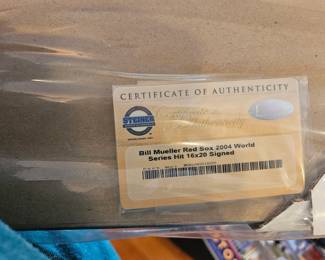 CERTIFICATE OF AUTHENTICITY
STEINER
Bill Mueller Red Sox 2004 World
Series Hit 16x20 Signed